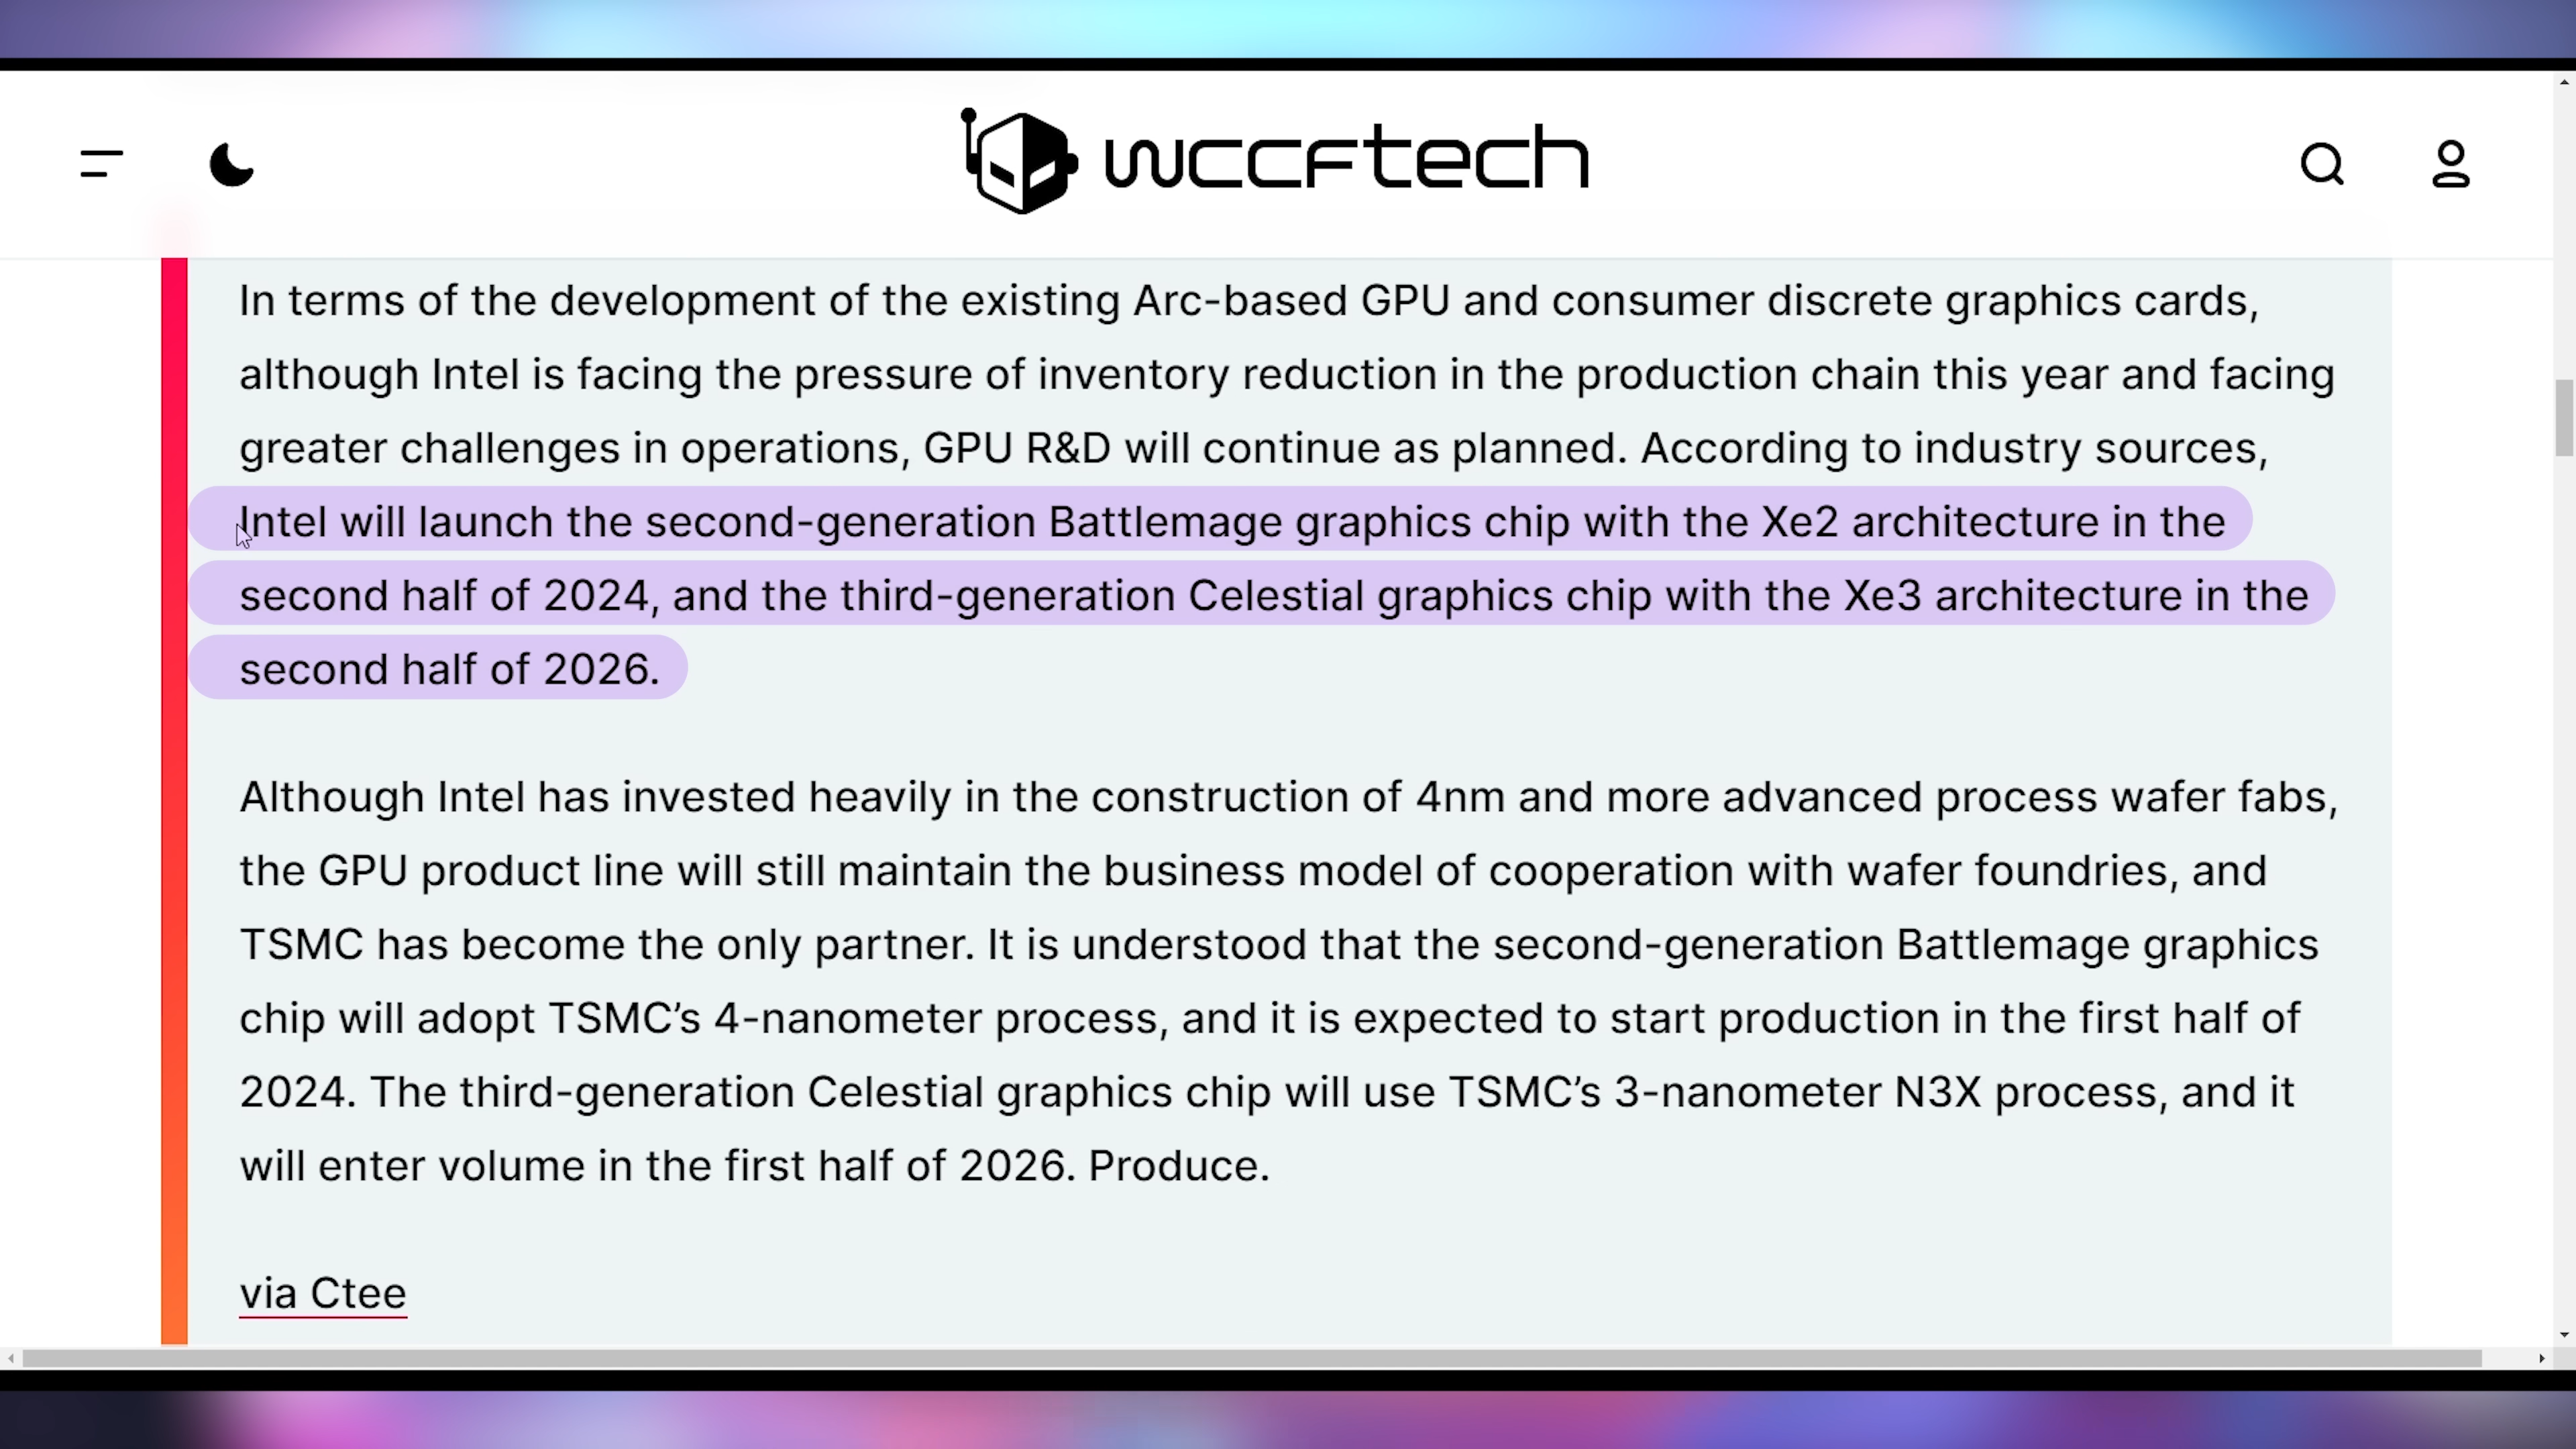 wccftech
In terms of the development of the existing Arc-based GPU and consumer discrete graphics cards,
although Intel is facing the pressure of inventory reduction in the production chain this year and facing
greater challenges in operations, GPU R&D will continue as planned. According to industry sources,
Intel will launch the second-generation Battlemage graphics chip with the Xe2 architecture in the
second half of 2024, and the third-generation Celestial graphics chip with the Xe3 architecture in the
second half of 2026.
Although Intel has invested heavily in the construction of 4nm and more advanced process wafer fabs,
the GPU product line will still maintain the business model of cooperation with wafer foundries, and
TSMC has become the only partner. It is understood that the second-generation Battlemage graphics
chip will adopt TSMC’s 4-nanometer process, and it is expected to start production in the first half of
2024. The third-generation Celestial graphics chip will use TSMC’s 3-nanometer N3X process, and it
will enter volume in the first half of 2026. Produce.
via Ctee